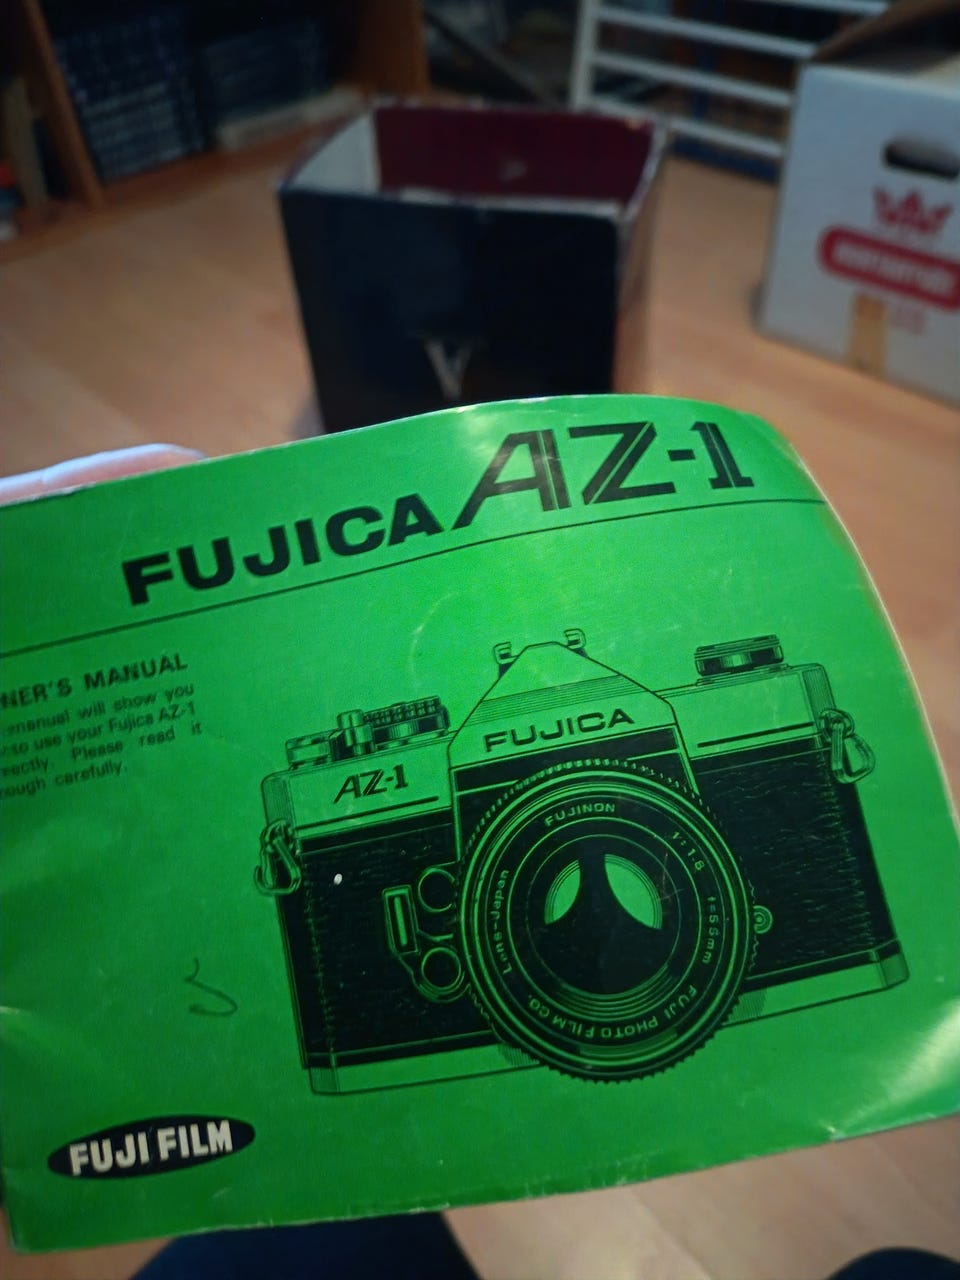 FUJICA AZ-1
NER'S MANUAL
manual will show you
to use your Fujica AZ-1
rectly. Please read it
rough carefully.
FUJICA
AZ-1
FUJINON
1:1.8
f=55mm
FUJI PHOTO FILM CO.
Lens-Japan
FUJI FILM